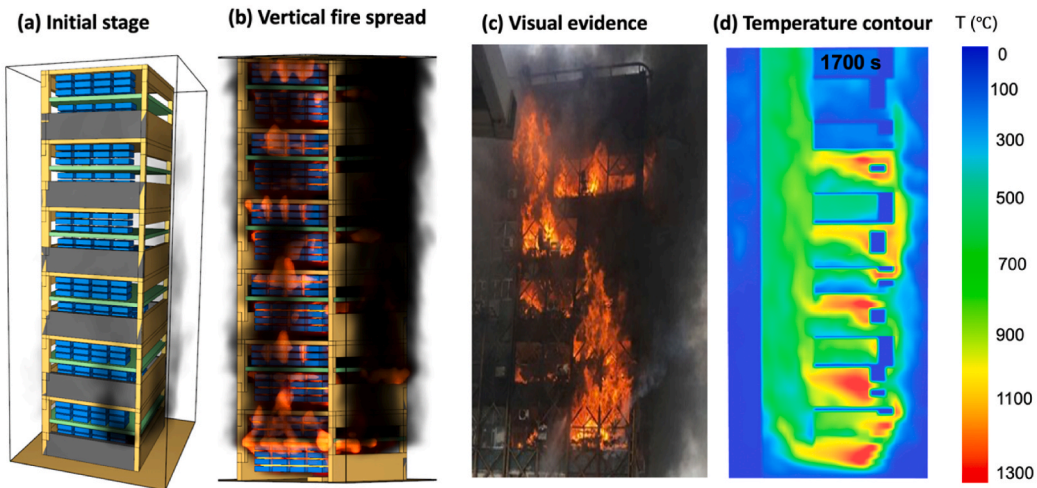 (a) Initial stage
(b) Vertical fire spread
(c) Visual evidence
(d) Temperature contour
T (°C)
1700 s
0
100
300
500
700
900
1100
1300